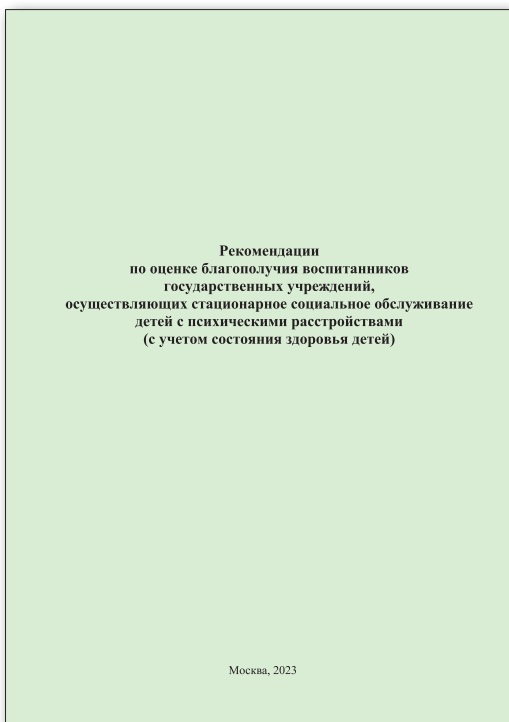 Рекомендации
по оценке благополучия воспитанников
государственных учреждений,
осуществляющих стационарное социальное обслуживание
детей с психическими расстройствами
(с учетом состояния здоровья детей)
Москва, 2023